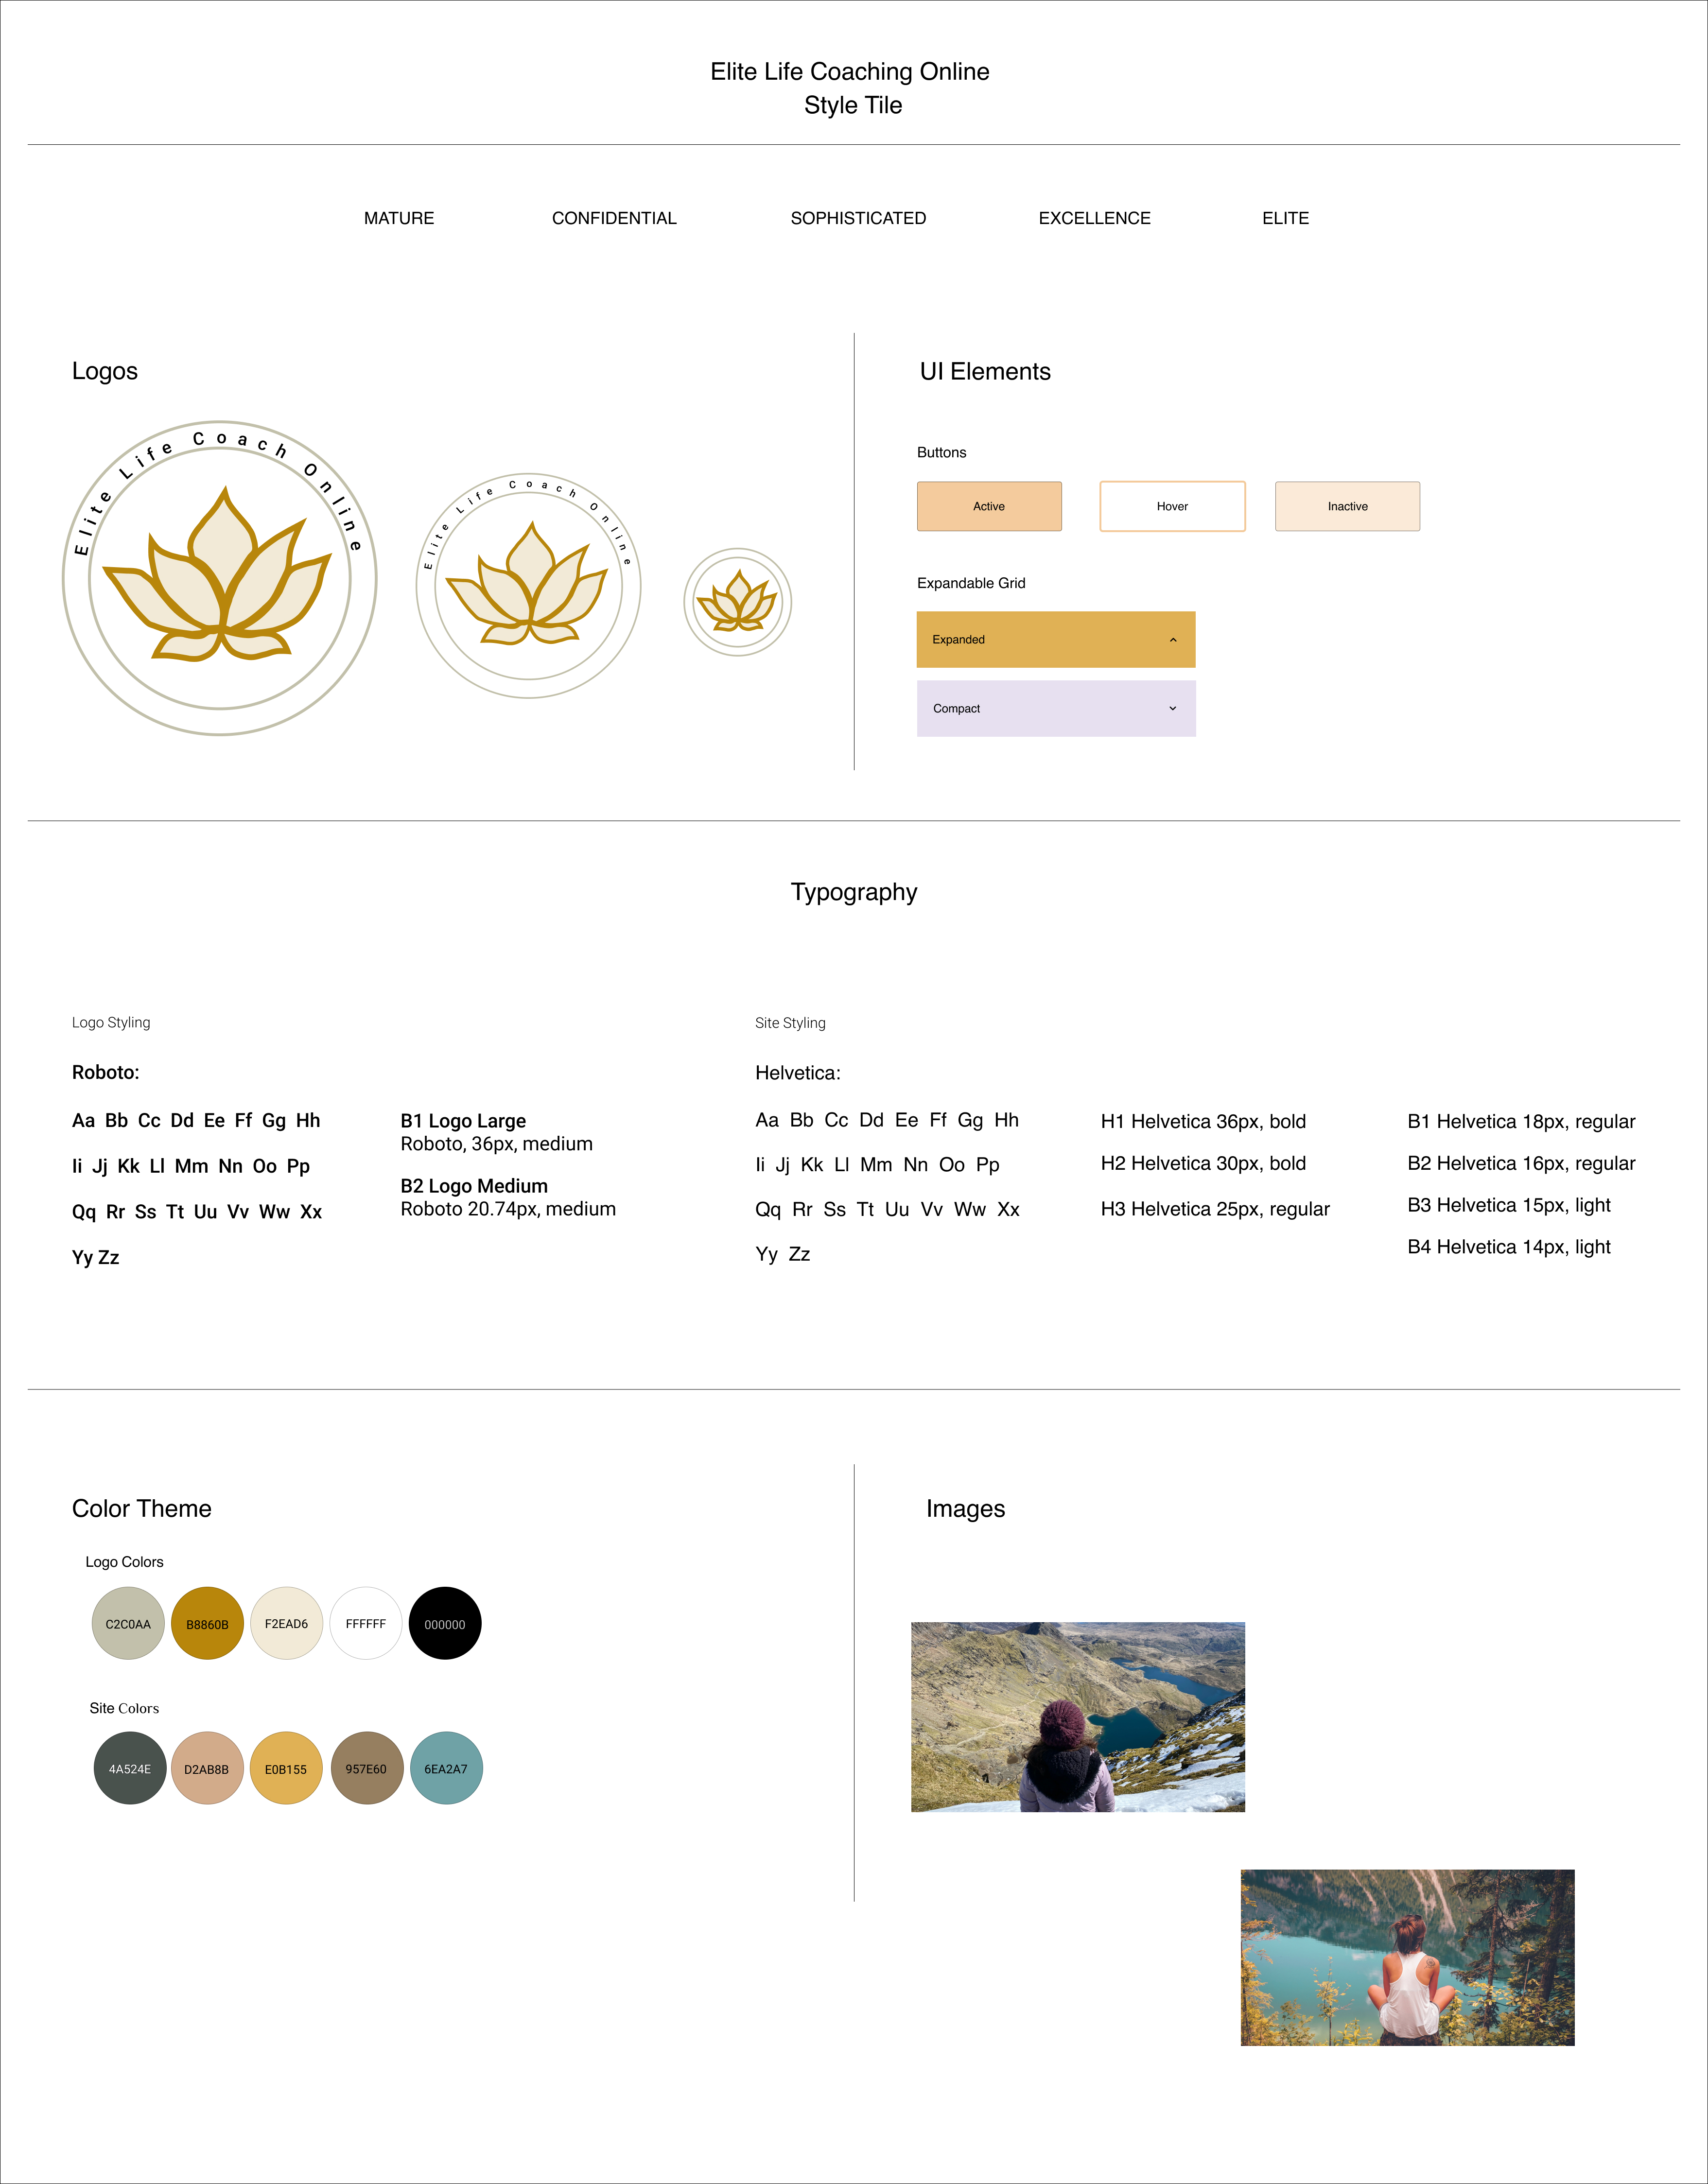 Elite Life Coaching Online
Style Tile
MATURE
CONFIDENTIAL
SOPHISTICATED
EXCELLENCE
ELITE
Logos
Elite Life Coach Online
Elite Life Coach Online
UI Elements
Buttons
Active
Hover
Inactive
Expandable Grid
Expanded
Compact
Typography
Logo Styling
Roboto:
Aa Bb Cc Dd Ee Ff Gg Hh
Ii Jj Kk Ll Mm Nn Oo Pp
Qq Rr Ss Tt Uu Vv Ww Xx
Yy Zz
B1 Logo Large
Roboto, 36px, medium
B2 Logo Medium
Roboto 20.74px, medium
Site Styling
Helvetica:
Aa Bb Cc Dd Ee Ff Gg Hh
Ii Jj Kk Ll Mm Nn Oo Pp
Qq Rr Ss Tt Uu Vv Ww Xx
Yy Zz
H1 Helvetica 36px, bold
H2 Helvetica 30px, bold
H3 Helvetica 25px, regular
B1 Helvetica 18px, regular
B2 Helvetica 16px, regular
B3 Helvetica 15px, light
B4 Helvetica 14px, light
Color Theme
Logo Colors
C2C0AA
B8860B
F2EAD6
FFFFFF
000000
Site Colors
4A524E
D2AB8B
E0B155
957E60
6EA2A7
Images